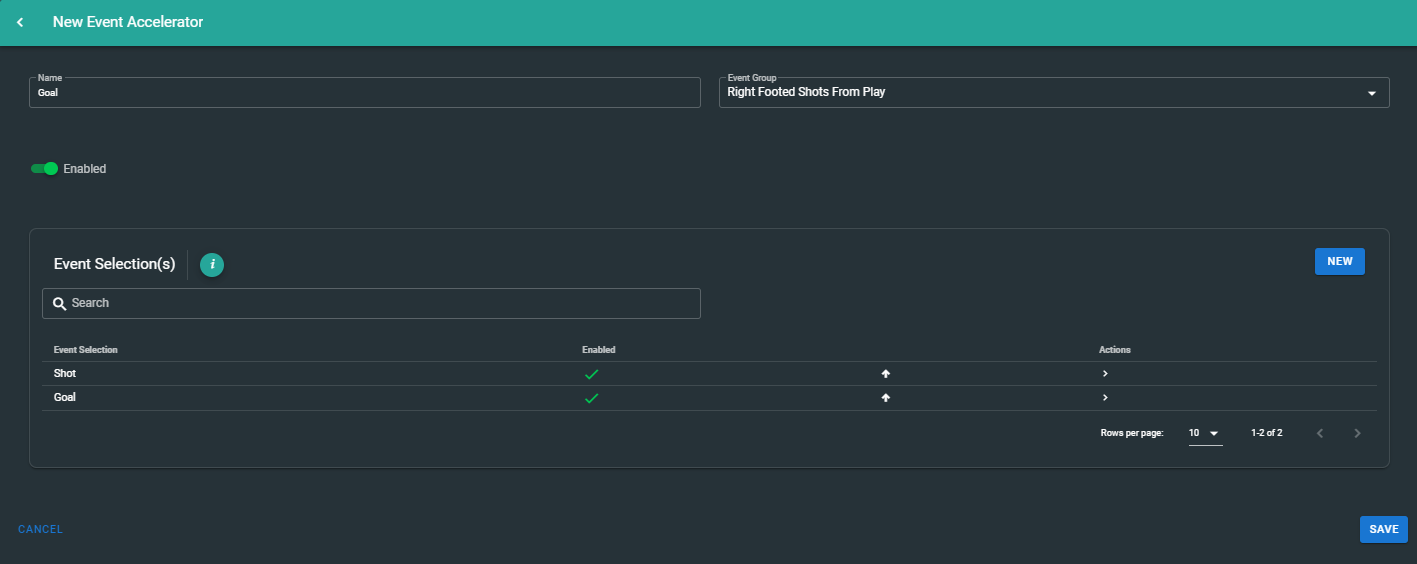 New Event Accelerator
Name
Goal
Event Group
Right Footed Shots From Play
Enabled
Event Selection(s)
i
NEW
Search
Event Selection Enabled Actions
Shot
Goal
Rows per page: 10 1-2 of 2
CANCEL
SAVE